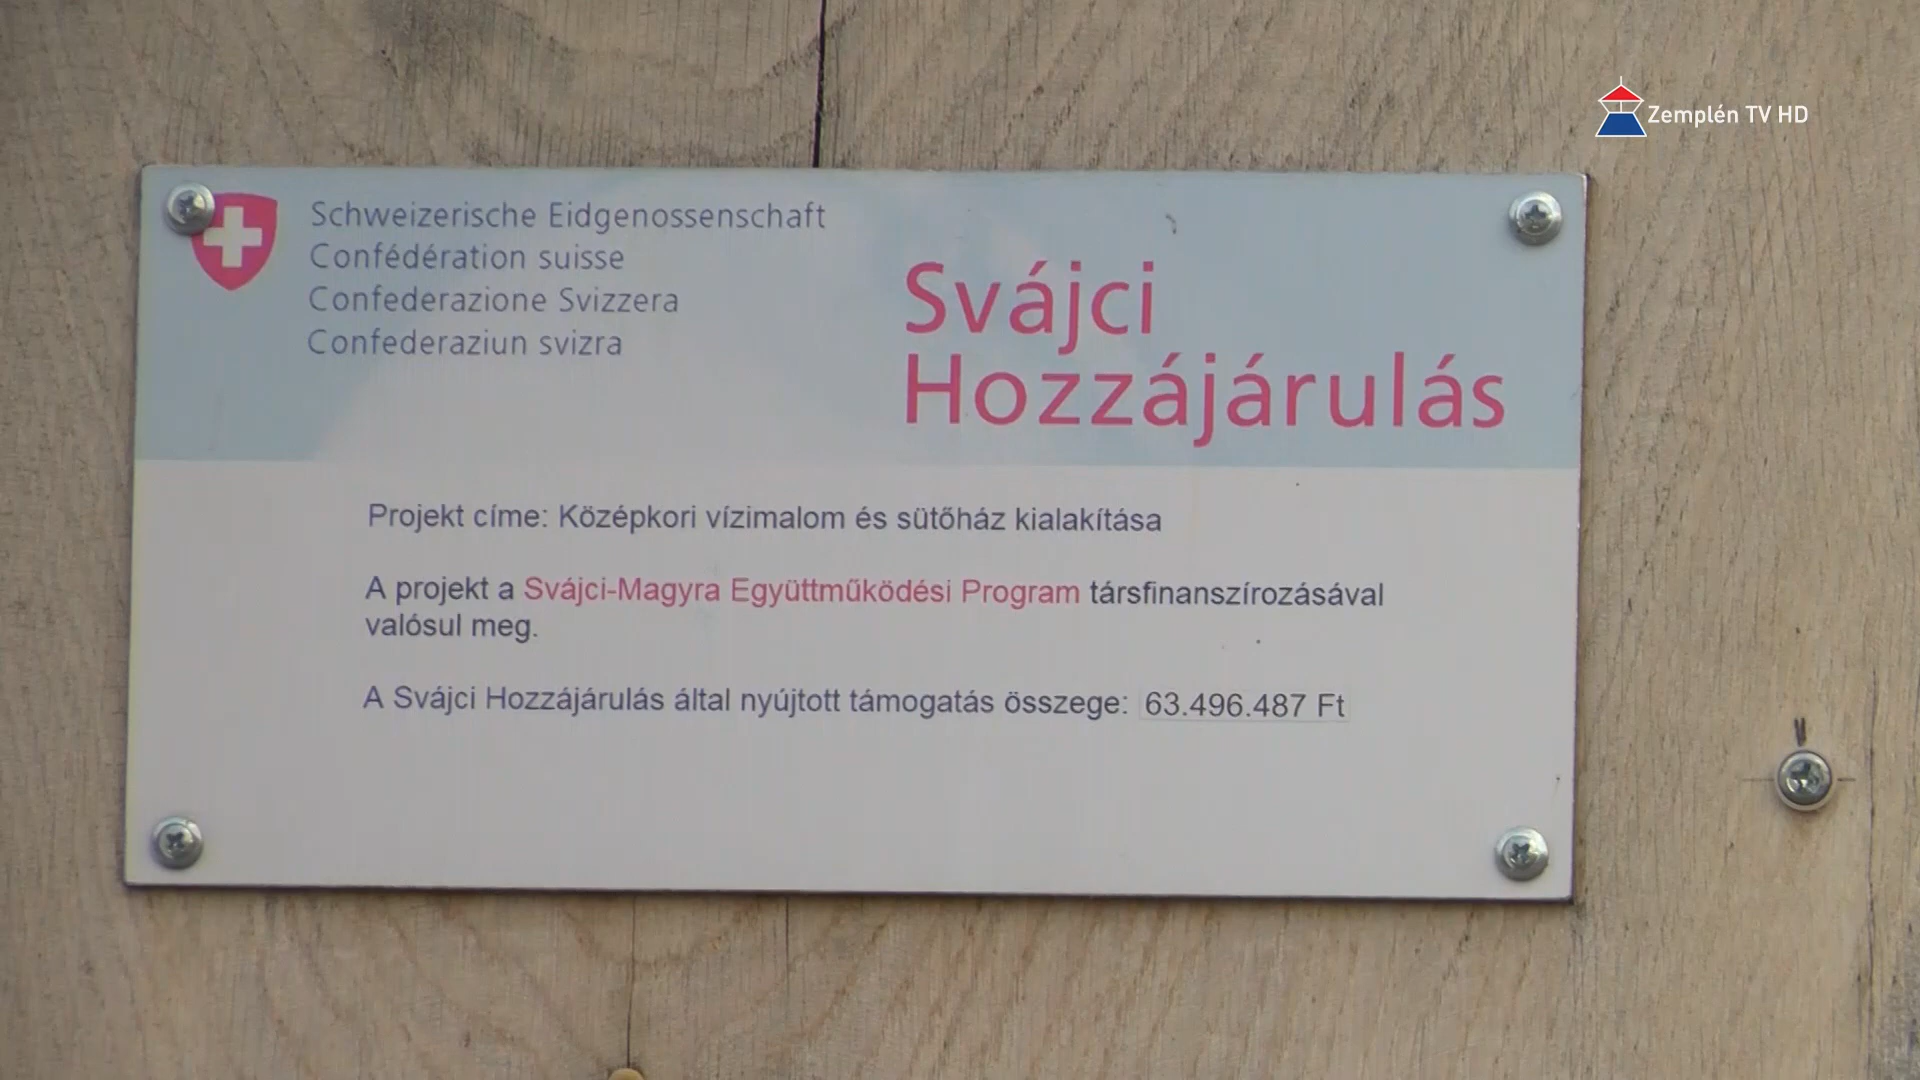 Zemplén TV HD
Schweizerische Eidgenossenschaft
Confédération suisse
Confederazione Svizzera
Confederaziun svizra
Svájci
Hozzájárulás
Projekt címe: Középkori vízimalom és sütőház kialakítása
A projekt a Svájci-Magyra Együttműködési Program társfinanszírozásával
valósul meg.
A Svájci Hozzájárulás által nyújtott támogatás összege: 63.496.487 Ft